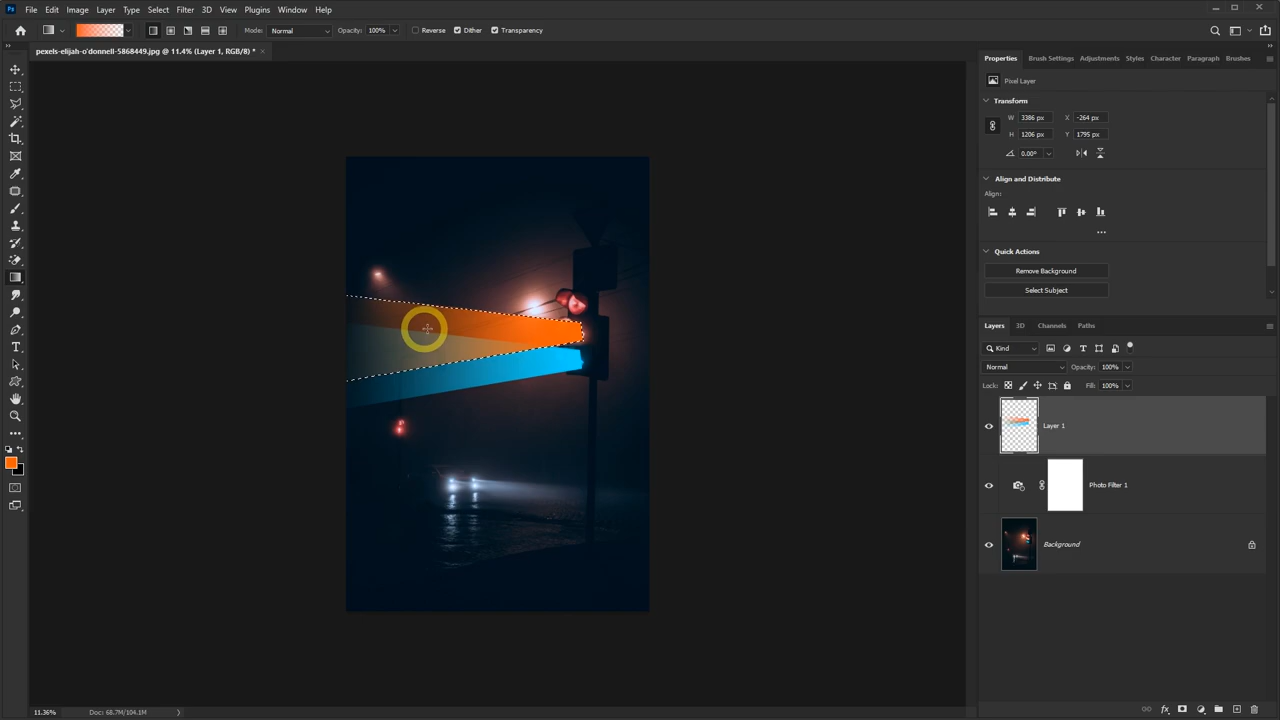 Ps File Edit Image Layer Type Select Filter 3D View Plugins Window Help
Mode: Normal Opacity: 100% Reverse Dither Transparency
pexels-elijah-o'donnell-5868449.jpg @ 11.4% (Layer 1, RGB/8) *
Properties Brush Settings Adjustments Styles Character Paragraph Brushes
Pixel Layer
Transform
W 3386 px X -264 px
H 1206 px Y 1795 px
0.00°
Align and Distribute
Align:
Quick Actions
Remove Background
Select Subject
Layers 3D Channels Paths
Kind
Normal Opacity: 100%
Lock: Fill: 100%
Layer 1
Photo Filter 1
Background
11.36% Doc: 68.7M/104.1M